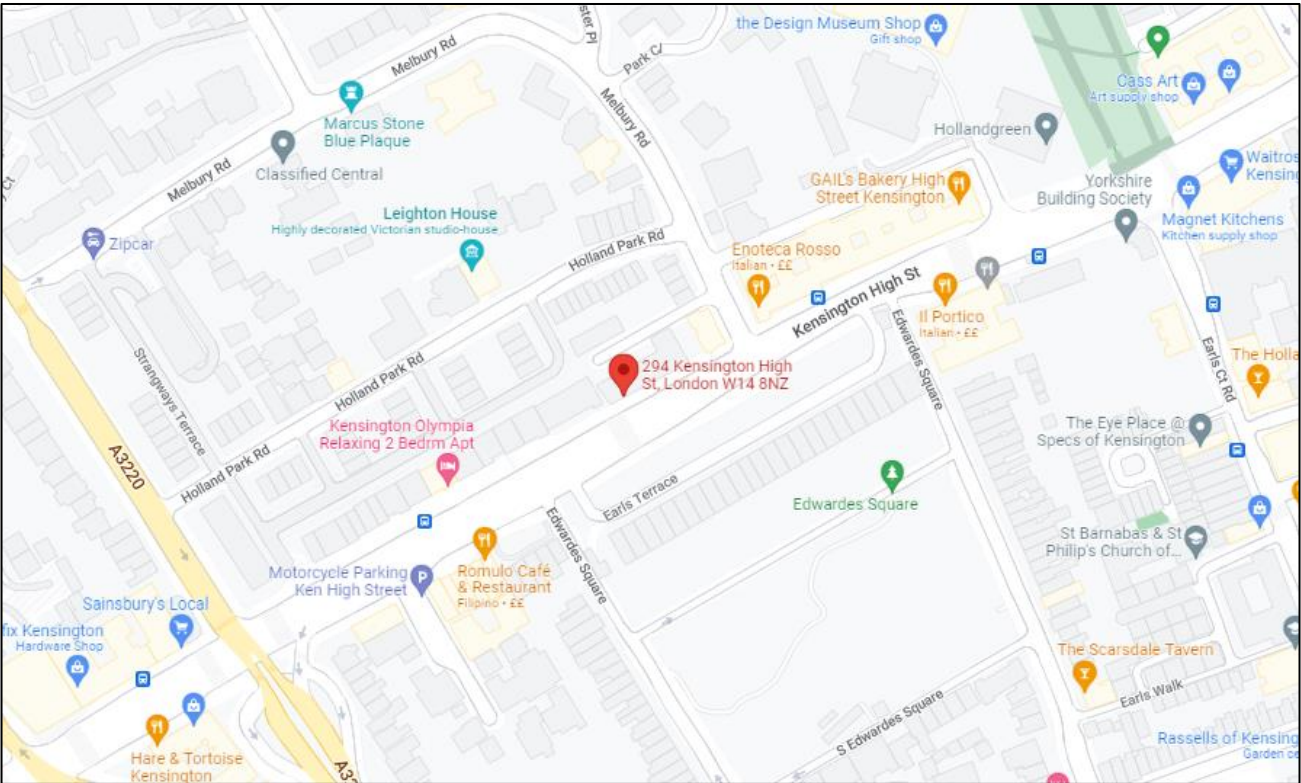 the Design Museum Shop
Gift shop
Melbury Rd
Park Cl
Cass Art
Art supply shop
Marcus Stone
Blue Plaque
Melbury Rd
Hollandgreen
Classified Central
Melbury Rd
GAIL's Bakery High
Street Kensington
Yorkshire
Building Society
Magnet Kitchens
Kitchen supply shop
Leighton House
Highly decorated Victorian studio-house
Zipcar
Holland Park Rd
Enoteca Rosso
Italian • ££
Kensington High St
Il Portico
Italian • ££
Edwardes Square
Earls Ct Rd
Strangways Terrace
Holland Park Rd
294 Kensington High
St, London W14 8NZ
Kensington Olympia
Relaxing 2 Bedrm Apt
The Eye Place @
Specs of Kensington
A3220
Holland Park Rd
Earls Terrace
Edwardes Square
Edwardes Square
St Barnabas & St
Philip's Church of...
Motorcycle Parking
Ken High Street
P
Romulo Café
& Restaurant
Filipino • ££
Sainsbury's Local
fix Kensington
Hardware Shop
The Scarsdale Tavern
Earls Walk
S Edwardes Square
Rassells of Kensing
Hare & Tortoise
Kensington